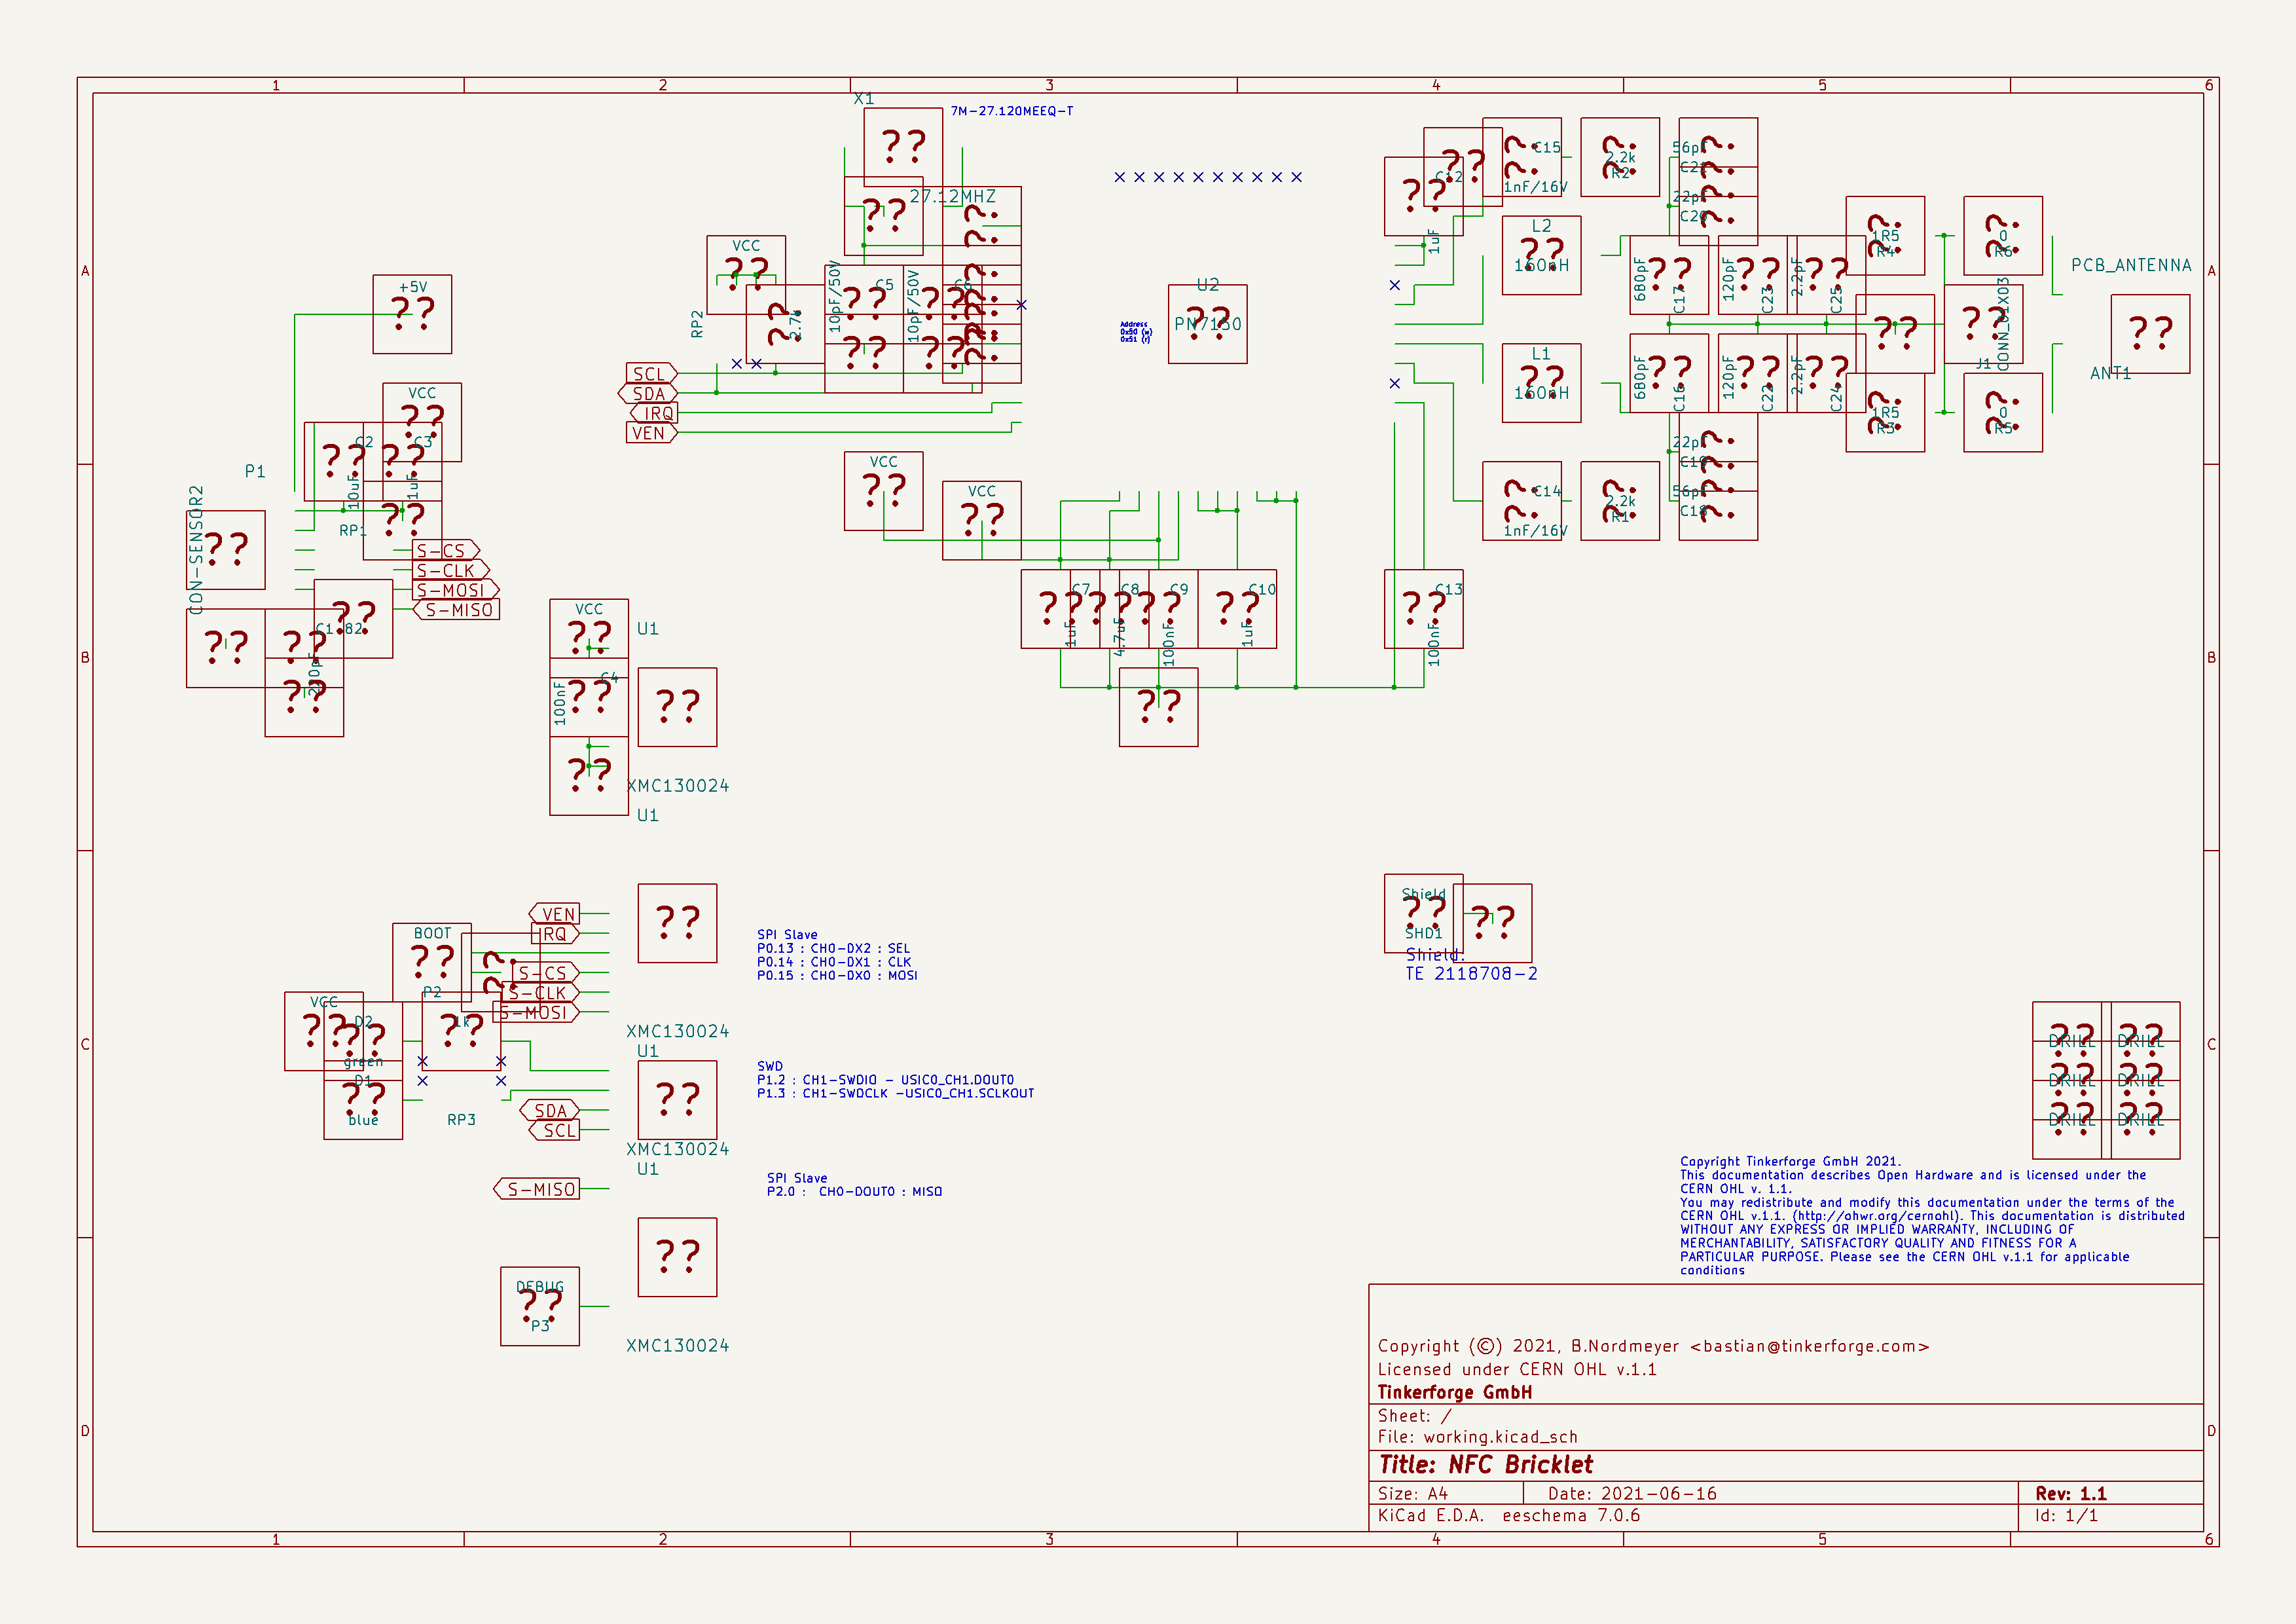 1 2 3 4 5 6
A
B
C
D
A
B
C
D
1 2 3 4 5 6
X1
7M-27.120MEEQ-T
??
27.12MHZ
??
VCC
??
RP2
10pF/50V
C5
10pF/50V
C6
SCL
SDA
IRQ
VEN
+5V
??
VCC
??
C2
C3
10uF
1uF
P1
CON-SENSOR2
??
RP1
S-CS
S-CLK
S-MOSI
S-MISO
C1
82
??
VCC
??
U1
C4
100nF
??
??
??
XMC130024
U1
VCC
??
VCC
??
U2
PN7150
??
Address
0x50 (w)
0x51 (r)
C7
C8
C9
C10
1uF
4.7uF
100nF
1uF
??
C13
??
100nF
C12
1uF
C15
1nF/16V
2.2k
R2
56pF
C21
22pF
C20
L2
160nH
??
680pF
C17
??
120pF
C23
2.2pF
C25
1R5
R4
0
R6
L1
160nH
??
680pF
C16
??
120pF
C22
2.2pF
C24
1R5
R3
0
R5
CONN_01X03
J1
PCB_ANTENNA
??
ANT1
22pF
C19
56pF
C18
C14
1nF/16V
2.2k
R1
VEN
IRQ
BOOT
??
P2
S-CS
S-CLK
S-MOSI
??
SPI Slave
P0.13 : CH0-DX2 : SEL
P0.14 : CH0-DX1 : CLK
P0.15 : CH0-DX0 : MOSI
XMC130024
U1
VCC
??
D2
green
D1
??
blue
1k
??
RP3
SDA
SCL
??
SWD
P1.2 : CH1-SWDIO - USIC0_CH1.DOUT0
P1.3 : CH1-SWDCLK -USIC0_CH1.SCLKOUT
XMC130024
U1
S-MISO
SPI Slave
P2.0 :  CH0-DOUT0 : MISO
??
DEBUG
??
P3
XMC130024
Shield
??
SHD1
??
Shield:
TE 2118708-2
DRILL DRILL
DRILL DRILL
DRILL DRILL
Copyright Tinkerforge GmbH 2021.
This documentation describes Open Hardware and is licensed under the
CERN OHL v. 1.1.
You may redistribute and modify this documentation under the terms of the
CERN OHL v.1.1. (http://ohwr.org/cernohl). This documentation is distributed
WITHOUT ANY EXPRESS OR IMPLIED WARRANTY, INCLUDING OF
MERCHANTABILITY, SATISFACTORY QUALITY AND FITNESS FOR A
PARTICULAR PURPOSE. Please see the CERN OHL v.1.1 for applicable
conditions
Copyright (©) 2021, B.Nordmeyer <bastian@tinkerforge.com>
Licensed under CERN OHL v.1.1
Tinkerforge GmbH
Sheet: /
File: working.kicad_sch
Title: NFC Bricklet
Size: A4
Date: 2021-06-16
Rev: 1.1
KiCad E.D.A.  eeschema 7.0.6
Id: 1/1